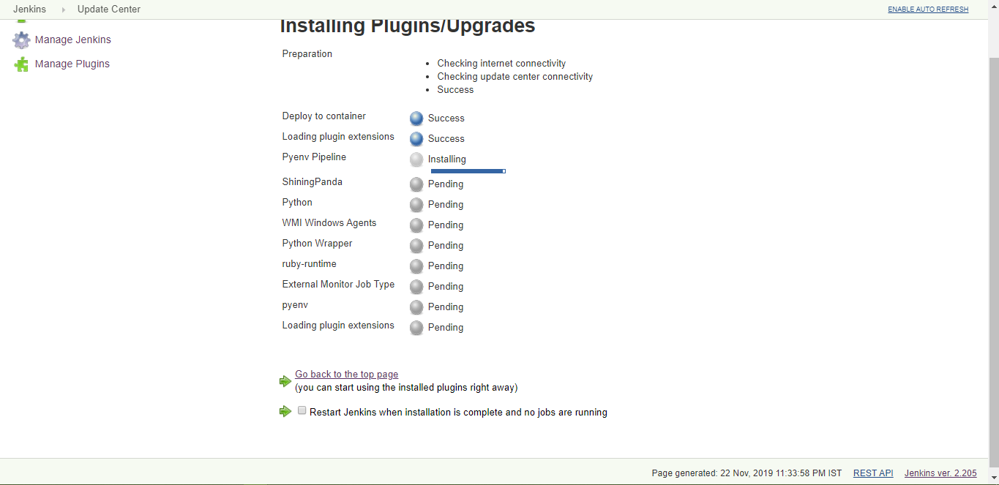 Jenkins Update Center ENABLE AUTO REFRESH
Manage Jenkins
Manage Plugins
Installing Plugins/Upgrades
Preparation
Checking internet connectivity
Checking update center connectivity
Success
Deploy to container Success
Loading plugin extensions Success
Pyenv Pipeline Installing
ShiningPanda Pending
Python Pending
WMI Windows Agents Pending
Python Wrapper Pending
ruby-runtime Pending
External Monitor Job Type Pending
pyenv Pending
Loading plugin extensions Pending
Go back to the top page
(you can start using the installed plugins right away)
Restart Jenkins when installation is complete and no jobs are running
Page generated: 22 Nov, 2019 11:33:58 PM IST REST API Jenkins ver. 2.205